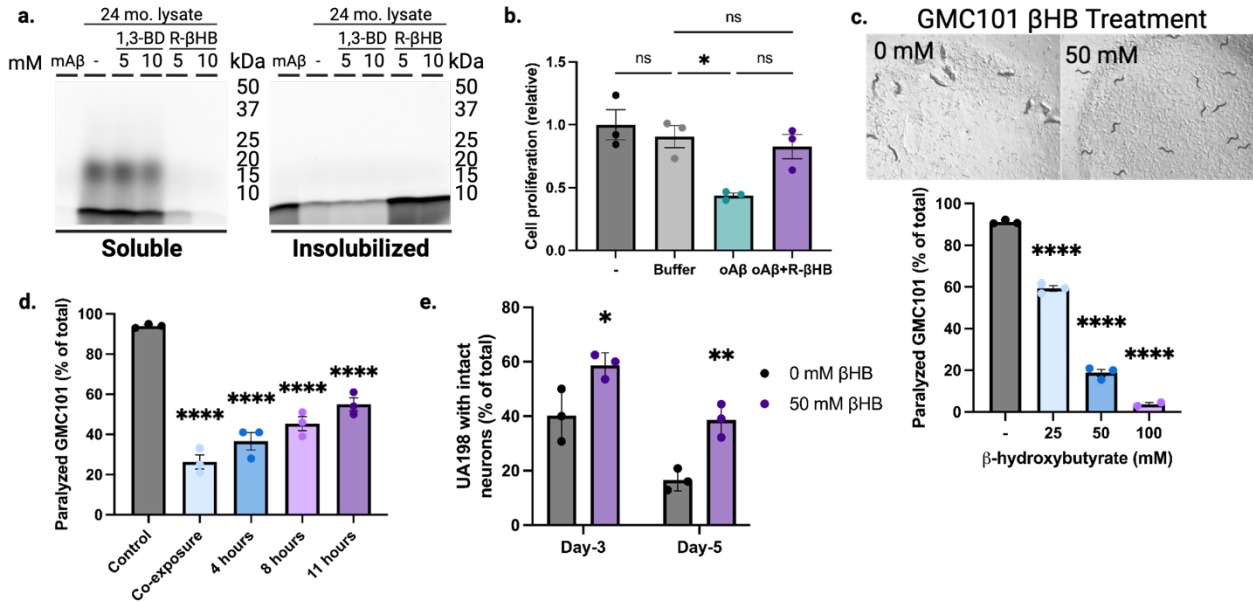 a.
24 mo. lysate
1,3-BD R-βHB
mM mAβ - 5 10 5 10 kDa
50
37
25
20
15
10
Soluble
24 mo. lysate
1,3-BD R-βHB
mAβ - 5 10 5 10 kDa
50
37
25
20
15
10
Insolubilized
b.
ns
ns * ns
Cell proliferation (relative)
1.5
1.0
0.5
0.0
- Buffer oAβ oAβ+R-βHB
c.
GMC101 βHB Treatment
0 mM 50 mM
Paralyzed GMC101 (% of total)
100
80
60
40
20
0
****
****
****
- 25 50 100
β-hydroxybutyrate (mM)
d.
Paralyzed GMC101 (% of total)
100
80
60
40
20
0
****
****
****
****
Control Co-exposure 4 hours 8 hours 11 hours
e.
UA198 with intact
neurons (% of total)
80
60
40
20
0
*
**
Day-3 Day-5
0 mM βHB
50 mM βHB